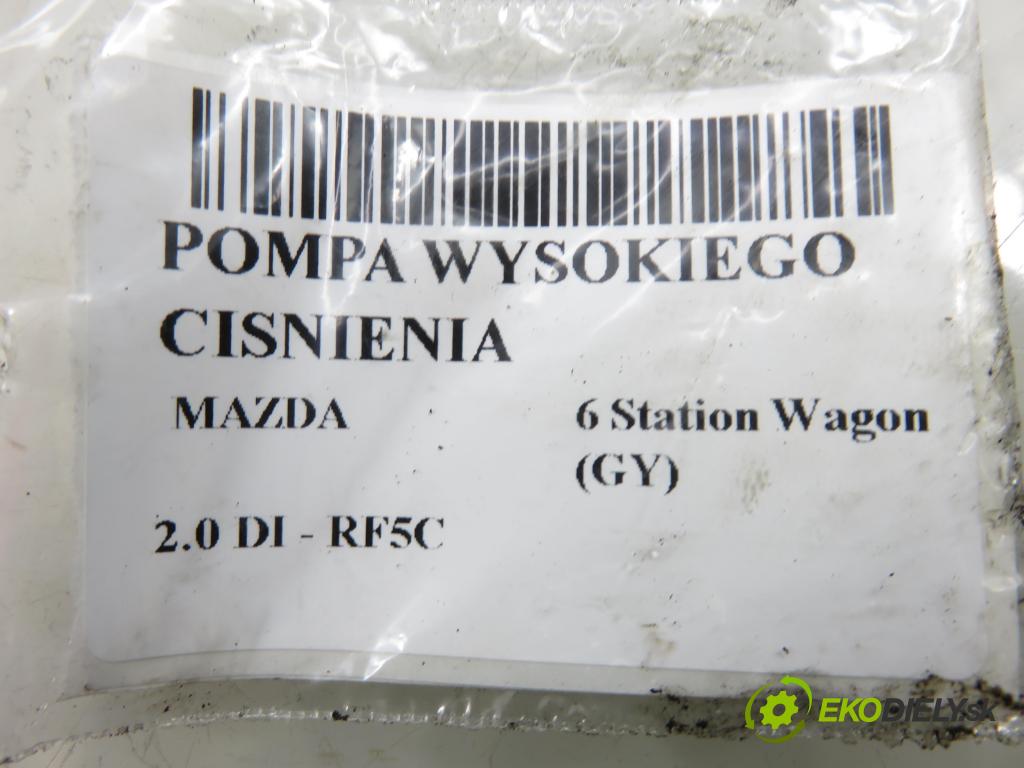 POMPA WYSOKIEGO
CISNIENIA
MAZDA 6 Station Wagon
(GY)
2.0 DI - RF5C
EKODIELY.sk